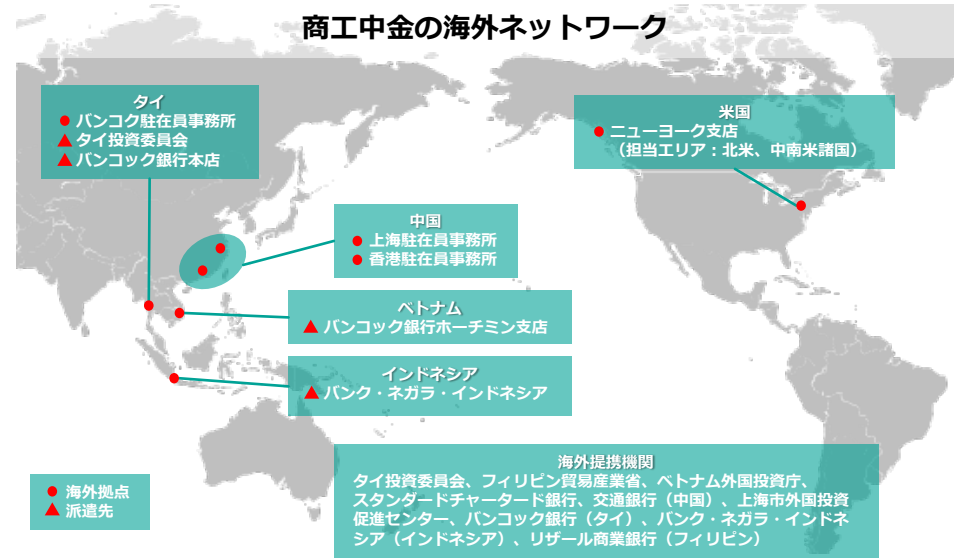 商工中金の海外ネットワーク
タイ
● バンコク駐在員事務所
▲ タイ投資委員会
▲ バンコック銀行本店
米国
● ニューヨーク支店
（担当エリア：北米、中南米諸国）
中国
● 上海駐在員事務所
● 香港駐在員事務所
ベトナム
▲ バンコック銀行ホーチミン支店
インドネシア
▲ バンク・ネガラ・インドネシア
海外提携機関
タイ投資委員会、フィリピン貿易産業省、ベトナム外国投資庁、
スタンダードチャータード銀行、交通銀行（中国）、上海市外国投資
促進センター、バンコック銀行（タイ）、バンク・ネガラ・インドネ
シア（インドネシア）、リザール商業銀行（フィリピン）
● 海外拠点
▲ 派遣先